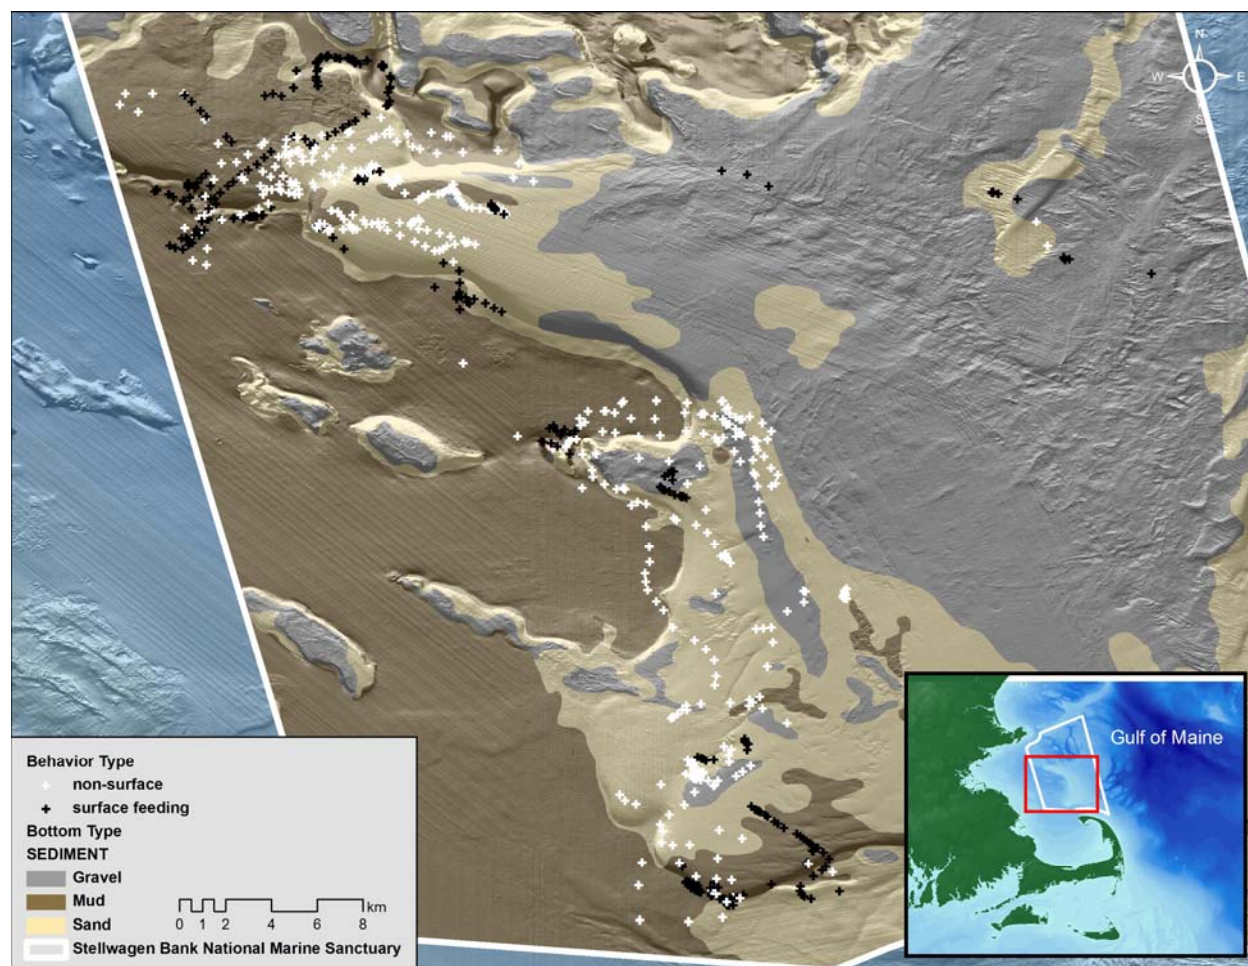 N
W E
S
Gulf of Maine
Behavior Type
non-surface
surface feeding
Bottom Type
SEDIMENT
Gravel
Mud
Sand
0 1 2 4 6 8 km
Stellwagen Bank National Marine Sanctuary